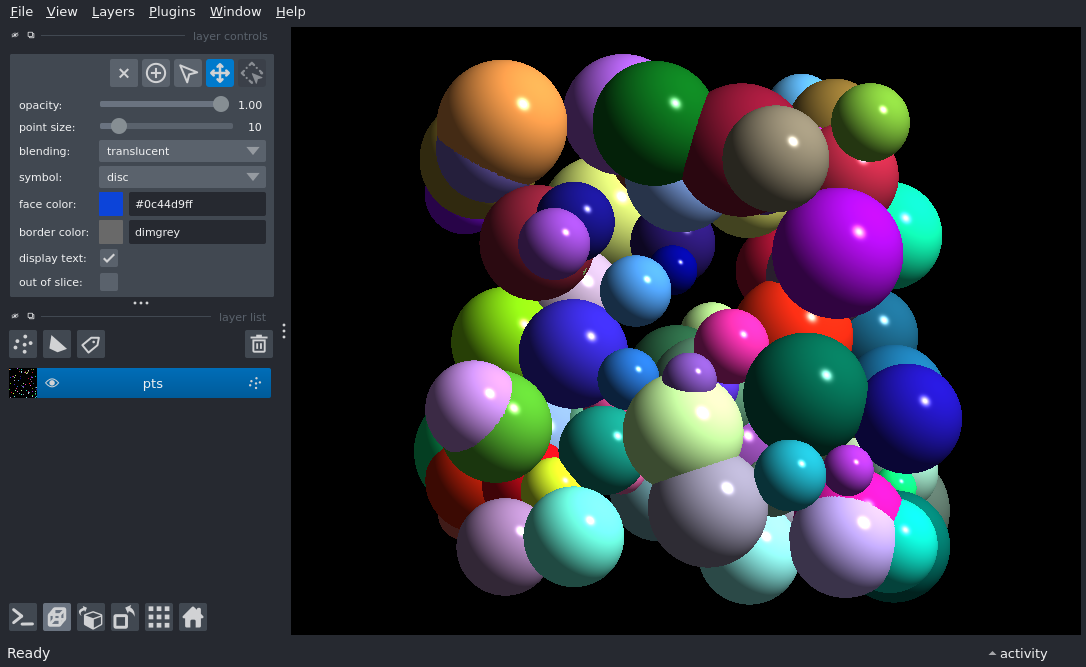 File View Layers Plugins Window Help
layer controls
opacity: 1.00
point size: 10
blending: translucent
symbol: disc
face color: #0c44d9ff
border color: dimgrey
display text:
out of slice:
layer list
pts
Ready activity